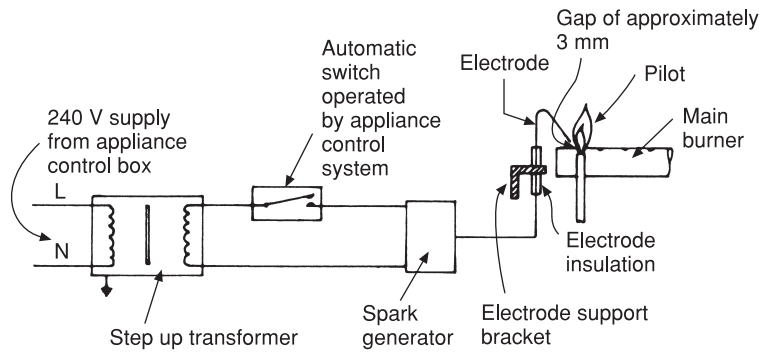 Gap of approximately
3 mm
Automatic
switch
operated
by appliance
control
system
Electrode
Pilot
Main
burner
240 V supply
from appliance
control box
L
N
Electrode
insulation
Step up transformer
Spark
generator
Electrode support
bracket